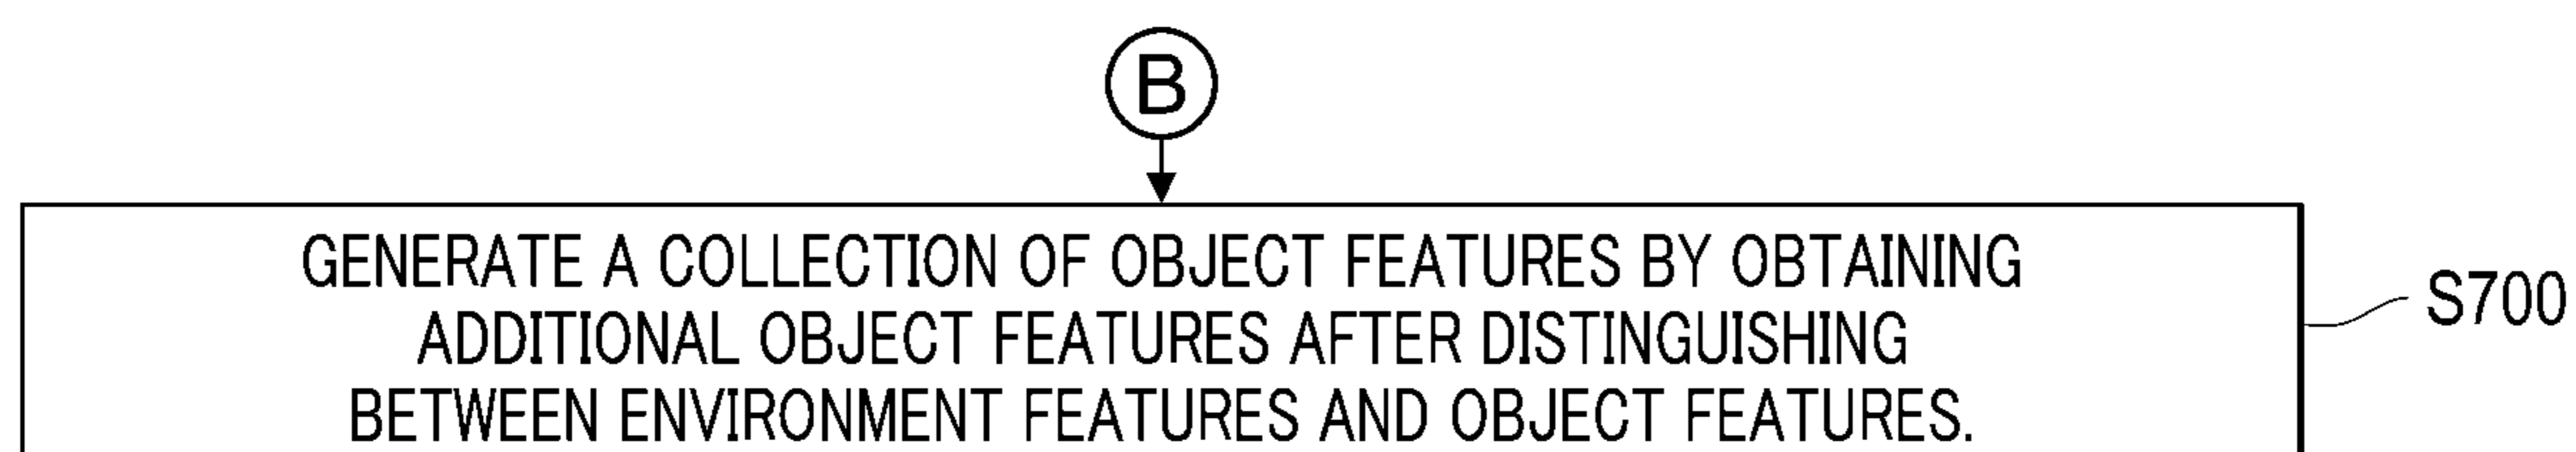 B
GENERATE A COLLECTION OF OBJECT FEATURES BY OBTAINING
ADDITIONAL OBJECT FEATURES AFTER DISTINGUISHING
BETWEEN ENVIRONMENT FEATURES AND OBJECT FEATURES.
S700